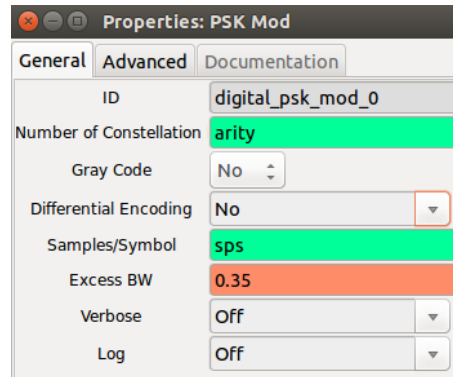 Properties: PSK Mod
General Advanced Documentation
ID digital_psk_mod_0
Number of Constellation arity
Gray Code No
Differential Encoding No
Samples/Symbol sps
Excess BW 0.35
Verbose Off
Log Off